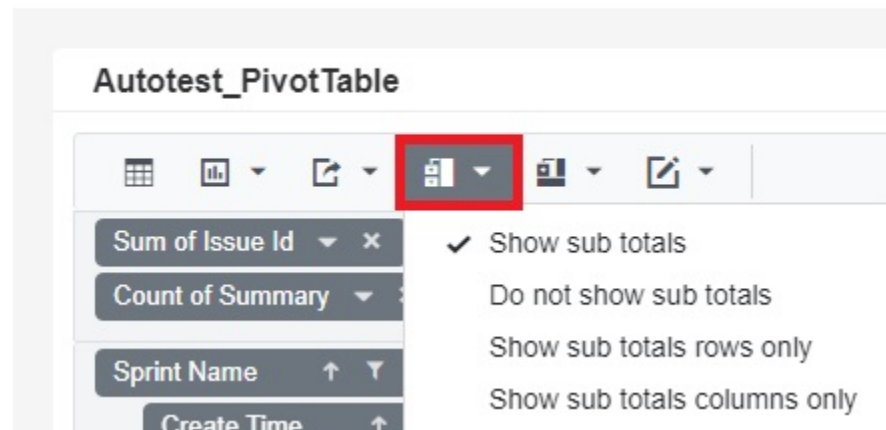 Autotest_PivotTable
Sum of Issue Id
Count of Summary
Sprint Name
Create Time
Show sub totals
Do not show sub totals
Show sub totals rows only
Show sub totals columns only